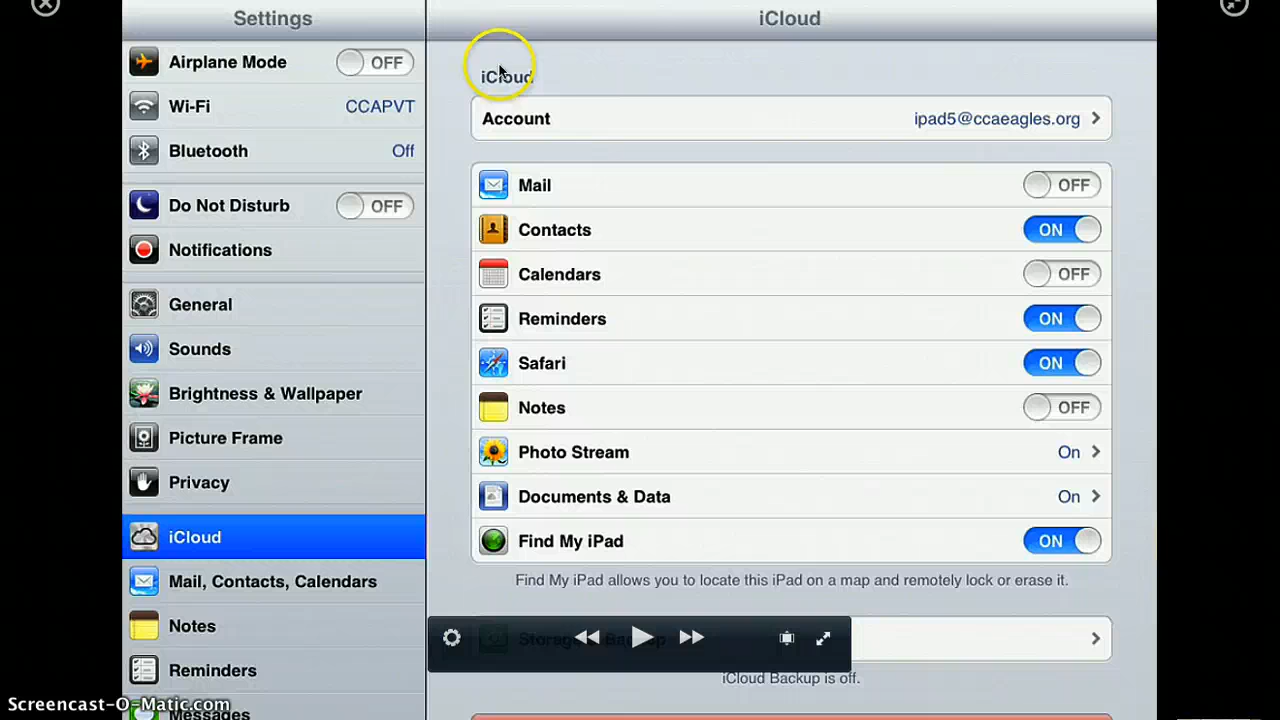 Settings
Airplane Mode OFF
Wi-Fi CCAPVT
Bluetooth Off
Do Not Disturb OFF
Notifications
General
Sounds
Brightness & Wallpaper
Picture Frame
Privacy
iCloud
Mail, Contacts, Calendars
Notes
Reminders
Messages
iCloud
iCloud
Account ipad5@ccaeagles.org
Mail OFF
Contacts ON
Calendars OFF
Reminders ON
Safari ON
Notes OFF
Photo Stream On
Documents & Data On
Find My iPad ON
Find My iPad allows you to locate this iPad on a map and remotely lock or erase it.
Storage & Backup
iCloud Backup is off.
Screencast-O-Matic.com